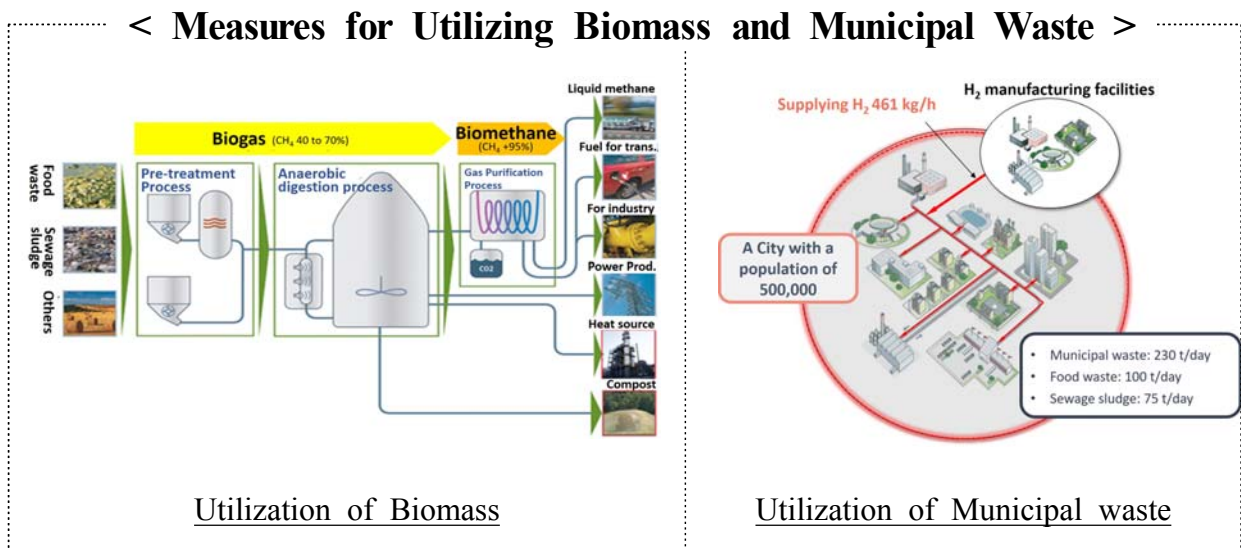 < Measures for Utilizing Biomass and Municipal Waste >
Liquid methane
Biogas (CH₄ 40 to 70%)
Biomethane
(CH₄ +95%)
Fuel for trans..
Food
waste
Pre-treatment
Process
Anaerobic
digestion process
Gas Purification
Process
For industry
Sewage
sludge
CO2
Power Prod..
Others
Heat source
Compost
Utilization of Biomass
H₂ manufacturing facilities
Supplying H₂ 461 kg/h
A City with a
population of
500,000
• Municipal waste: 230 t/day
• Food waste: 100 t/day
• Sewage sludge: 75 t/day
Utilization of Municipal waste